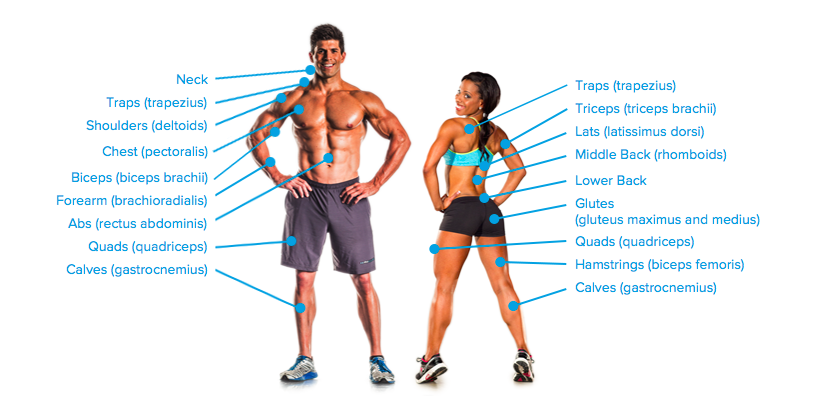 Neck
Traps (trapezius)
Shoulders (deltoids)
Chest (pectoralis)
Biceps (biceps brachii)
Forearm (brachioradialis)
Abs (rectus abdominis)
Quads (quadriceps)
Calves (gastrocnemius)
Traps (trapezius)
Triceps (triceps brachii)
Lats (latissimus dorsi)
Middle Back (rhomboids)
Lower Back
Glutes
(gluteus maximus and medius)
Quads (quadriceps)
Hamstrings (biceps femoris)
Calves (gastrocnemius)